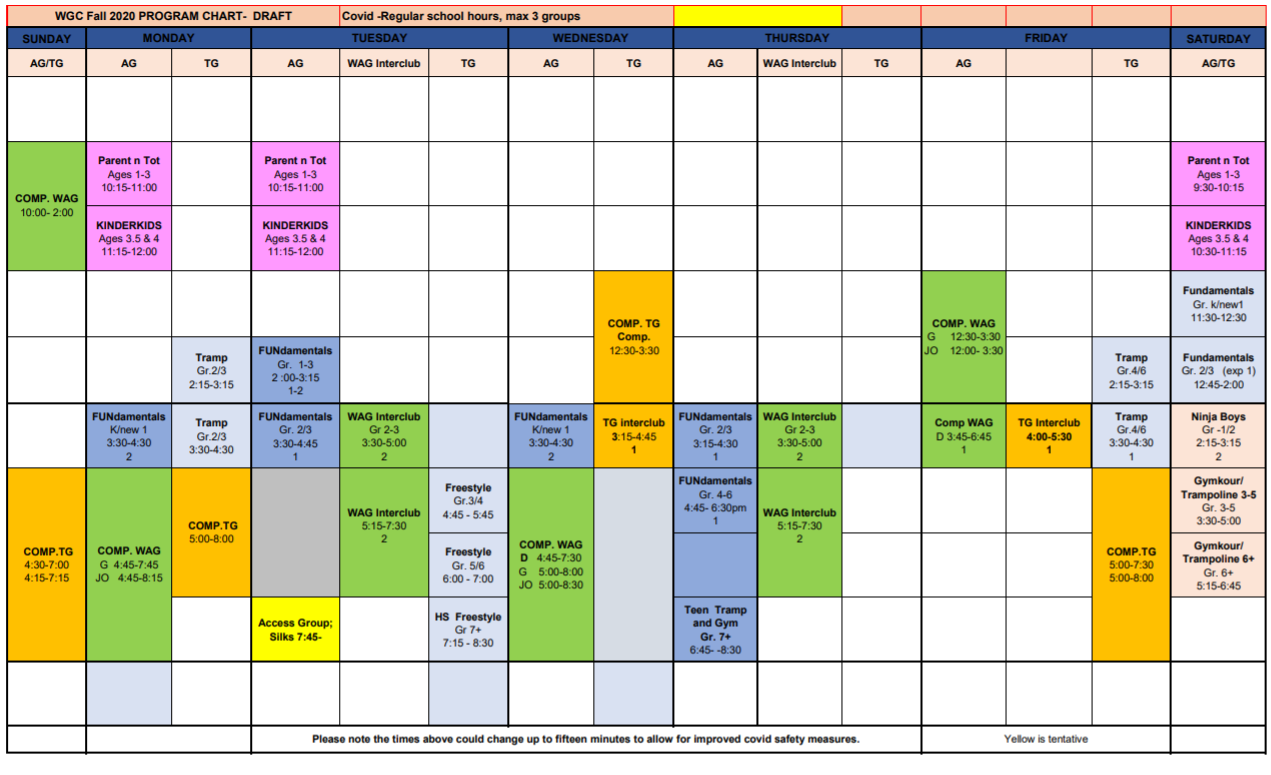 WGC Fall 2020 PROGRAM CHART- DRAFT Covid -Regular school hours, max 3 groups
SUNDAY MONDAY TUESDAY WEDNESDAY THURSDAY FRIDAY SATURDAY
AG/TG AG TG AG WAG Interclub TG AG TG AG WAG Interclub TG AG TG AG/TG
COMP. WAG
10:00- 2:00
Parent n Tot
Ages 1-3
10:15-11:00
Parent n Tot
Ages 1-3
10:15-11:00
Parent n Tot
Ages 1-3
9:30-10:15
KINDERKIDS
Ages 3.5 & 4
11:15-12:00
KINDERKIDS
Ages 3.5 & 4
11:15-12:00
KINDERKIDS
Ages 3.5 & 4
10:30-11:15
COMP. TG
Comp.
12:30-3:30
COMP. WAG
G 12:30-3:30
JO 12:00- 3:30
Fundamentals
Gr. k/new1
11:30-12:30
Tramp
Gr.2/3
2:15-3:15
FUNdamentals
Gr. 1-3
2 :00-3:15
1-2
Tramp
Gr.4/6
2:15-3:15
Fundamentals
Gr. 2/3 (exp 1)
12:45-2:00
FUNdamentals
K/new 1
3:30-4:30
2
Tramp
Gr.2/3
3:30-4:30
FUNdamentals
Gr. 2/3
3:30-4:45
1
WAG Interclub
Gr 2-3
3:30-5:00
2
FUNdamentals
K/new 1
3:30-4:30
2
TG interclub
3:15-4:45
1
FUNdamentals
Gr. 2/3
3:15-4:30
1
WAG Interclub
Gr 2-3
3:30-5:00
2
Comp WAG
D 3:45-6:45
1
TG Interclub
4:00-5:30
1
Tramp
Gr.4/6
3:30-4:30
1
Ninja Boys
Gr -1/2
2:15-3:15
2
COMP.TG
4:30-7:00
4:15-7:15
COMP. WAG
G 4:45-7:45
JO 4:45-8:15
COMP.TG
5:00-8:00
WAG Interclub
5:15-7:30
2
Freestyle
Gr.3/4
4:45 - 5:45
COMP. WAG
D 4:45-7:30
G 5:00-8:00
JO 5:00-8:30
FUNdamentals
Gr. 4-6
4:45- 6:30pm
1
WAG Interclub
5:15-7:30
2
COMP.TG
5:00-7:30
5:00-8:00
Gymkour/
Trampoline 3-5
Gr. 3-5
3:30-5:00
Freestyle
Gr. 5/6
6:00 - 7:00
Gymkour/
Trampoline 6+
Gr. 6+
5:15-6:45
Access Group;
Silks 7:45-
HS Freestyle
Gr 7+
7:15 - 8:30
Teen Tramp
and Gym
Gr. 7+
6:45- -8:30
Please note the times above could change up to fifteen minutes to allow for improved covid safety measures. Yellow is tentative